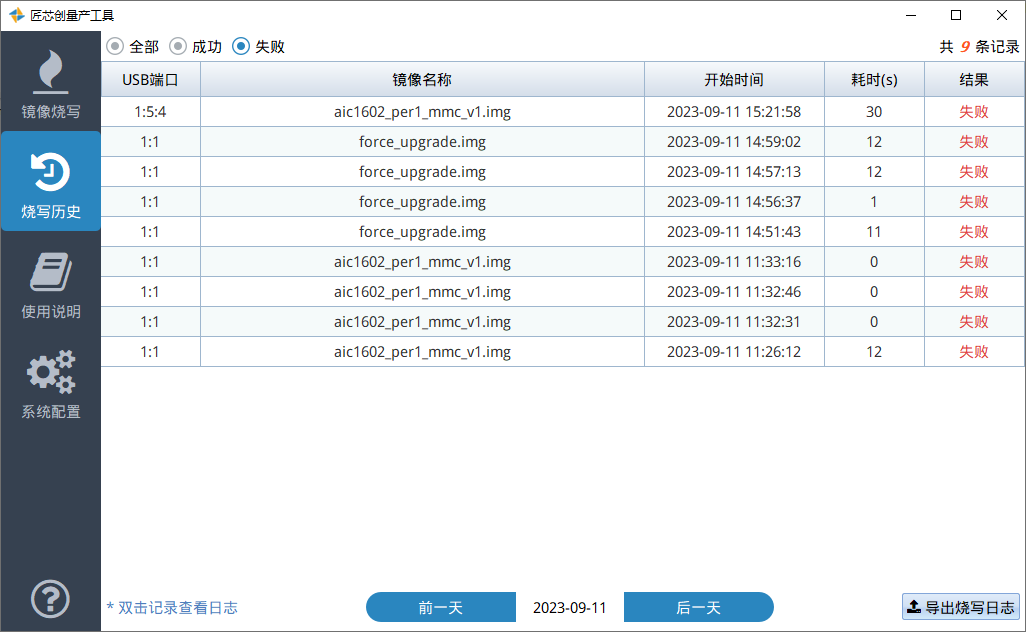 匠芯创量产工具
全部 成功 失败 共 9 条记录
镜像烧写
烧写历史
使用说明
系统配置
USB端口 镜像名称 开始时间 耗时(s) 结果
1:5:4 aic1602_per1_mmc_v1.img 2023-09-11 15:21:58 30 失败
1:1 force_upgrade.img 2023-09-11 14:59:02 12 失败
1:1 force_upgrade.img 2023-09-11 14:57:13 12 失败
1:1 force_upgrade.img 2023-09-11 14:56:37 1 失败
1:1 force_upgrade.img 2023-09-11 14:51:43 11 失败
1:1 aic1602_per1_mmc_v1.img 2023-09-11 11:33:16 0 失败
1:1 aic1602_per1_mmc_v1.img 2023-09-11 11:32:46 0 失败
1:1 aic1602_per1_mmc_v1.img 2023-09-11 11:32:31 0 失败
1:1 aic1602_per1_mmc_v1.img 2023-09-11 11:26:12 12 失败
* 双击记录查看日志 前一天 2023-09-11 后一天 导出烧写日志